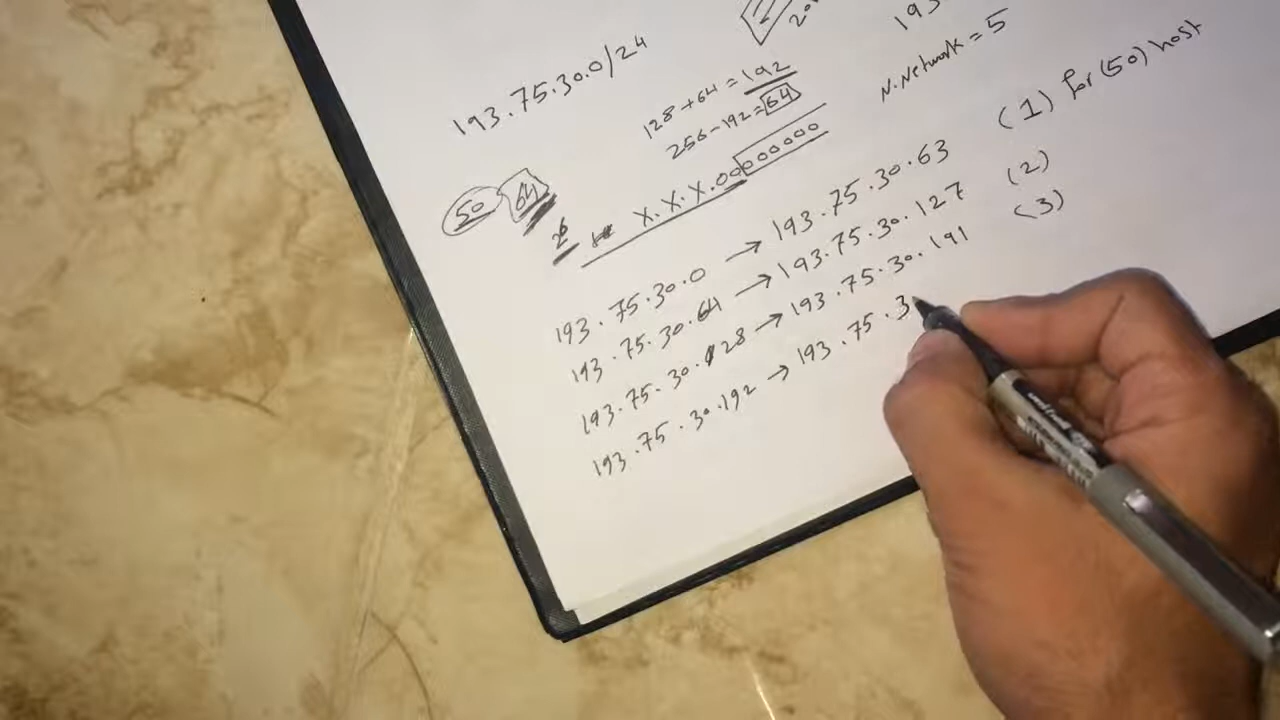 193.75.30.0/24
128+64=192
256-192=64
193
N.Network = 5
50 64
26
X.X.X.00000000
(1) for (50) host
193.75.30.0 → 193.75.30.63
193.75.30.64 → 193.75.30.127 (2)
193.75.30.128 → 193.75.30.191 (3)
193.75.30.192 → 193.75.3